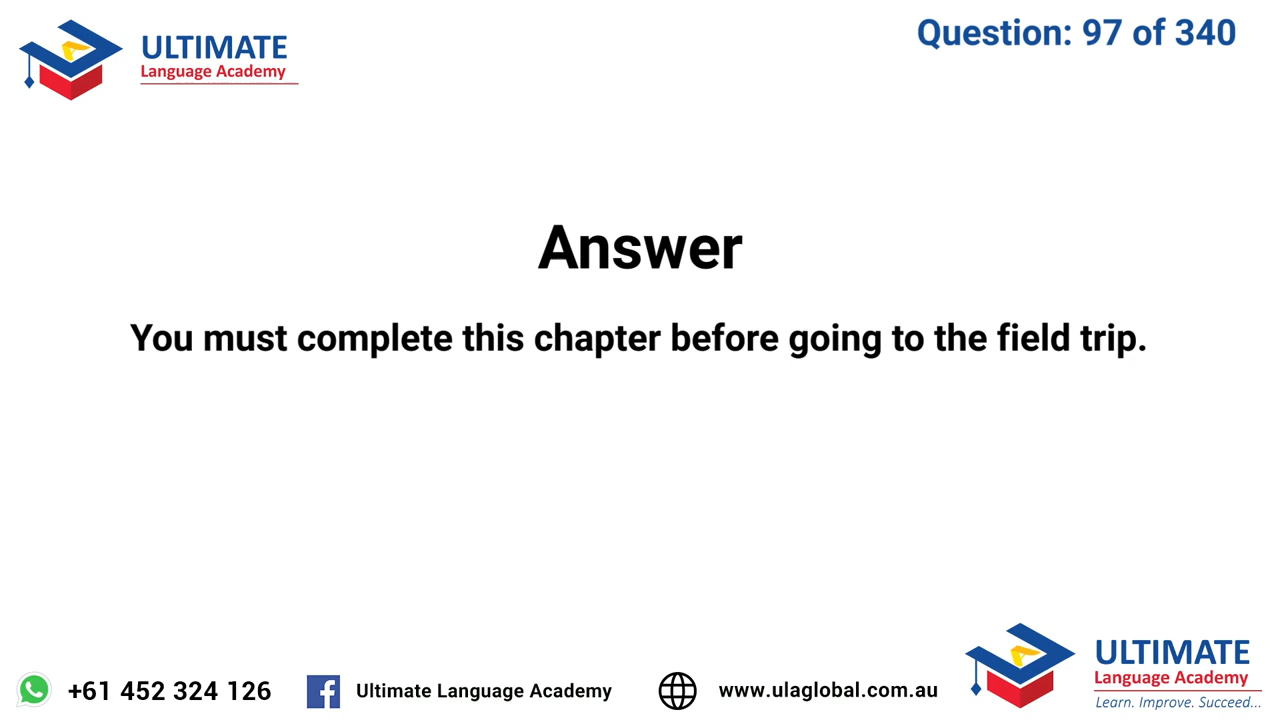 ULTIMATE
Language Academy
Question: 97 of 340
Answer
You must complete this chapter before going to the field trip.
+61 452 324 126
Ultimate Language Academy
www.ulaglobal.com.au
ULTIMATE
Language Academy
Learn. Improve. Succeed...